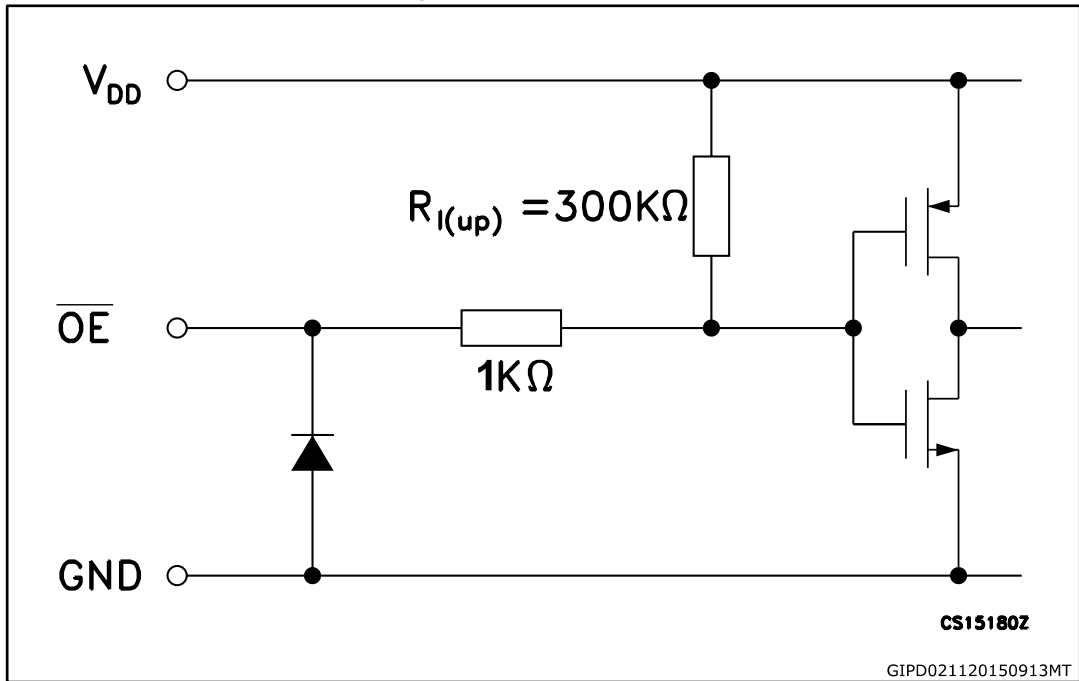 VDD
RI(up) =300KΩ
OE
1KΩ
GND
CS15180Z
GIPD021120150913MT